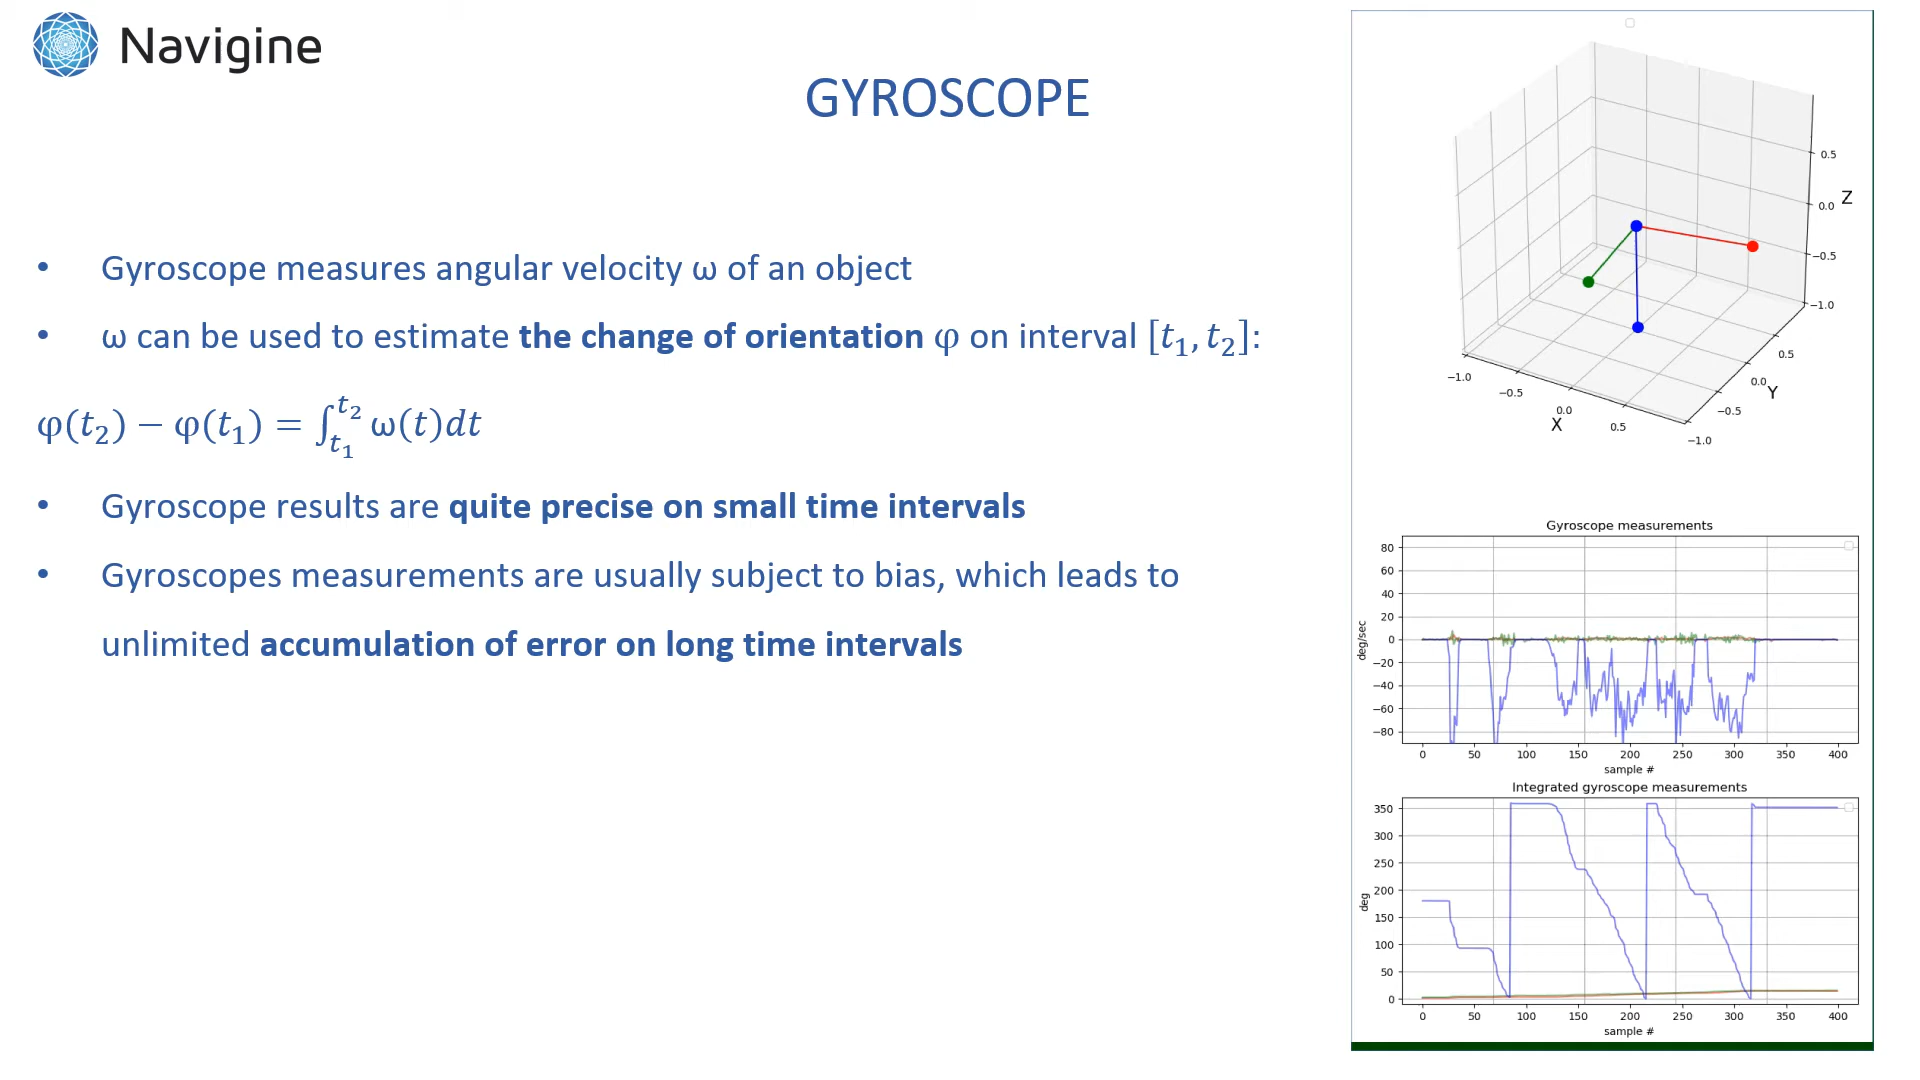 Navigine
GYROSCOPE
• Gyroscope measures angular velocity ω of an object
• ω can be used to estimate the change of orientation φ on interval [t₁, t₂]:
φ(t₂) − φ(t₁) = ∫_{t₁}^{t₂} ω(t)dt
• Gyroscope results are quite precise on small time intervals
• Gyroscopes measurements are usually subject to bias, which leads to
unlimited accumulation of error on long time intervals
0.5
0.0 Z
−0.5
−1.0
−1.0 −0.5 0.0 0.5
X
−1.0 −0.5 0.0 0.5
Y
Gyroscope measurements
80
60
40
20
0
−20
−40
−60
−80
deg/sec
0 50 100 150 200 250 300 350 400
sample #
Integrated gyroscope measurements
350
300
250
200
150
100
50
0
deg
0 50 100 150 200 250 300 350 400
sample #